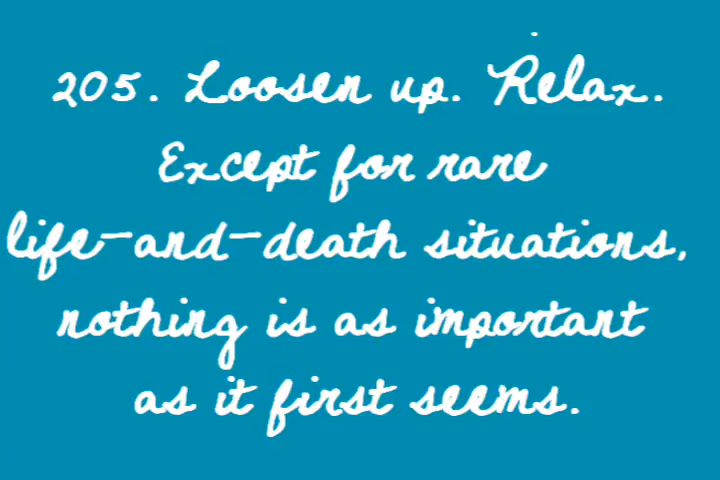 205. Loosen up. Relax.
Except for rare
life-and-death situations,
nothing is as important
as it first seems.